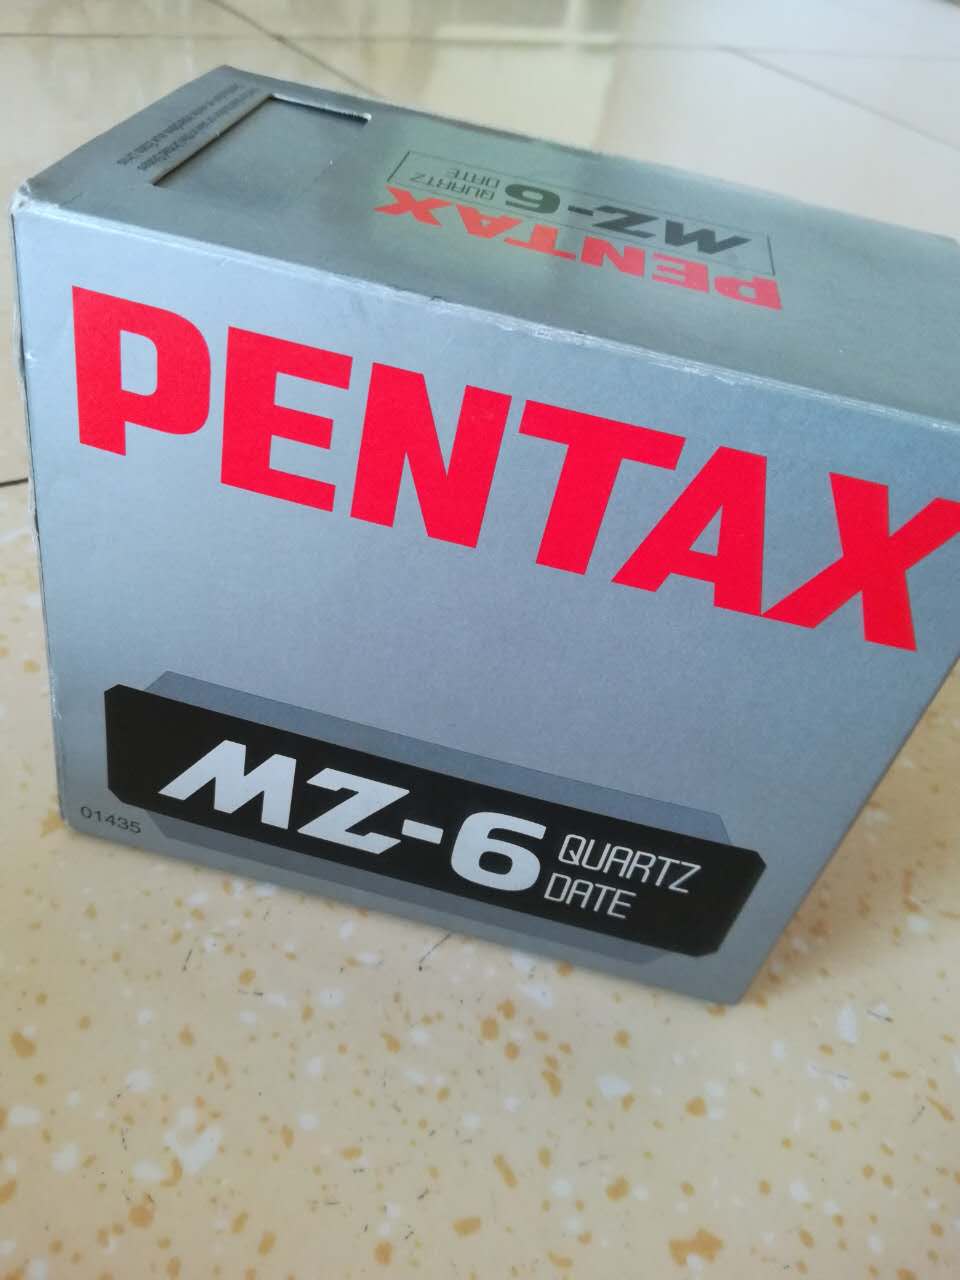 PENTAX
MZ-6 QUARTZ
DATE
01435
PENTAX
MZ-6 QUARTZ
DATE